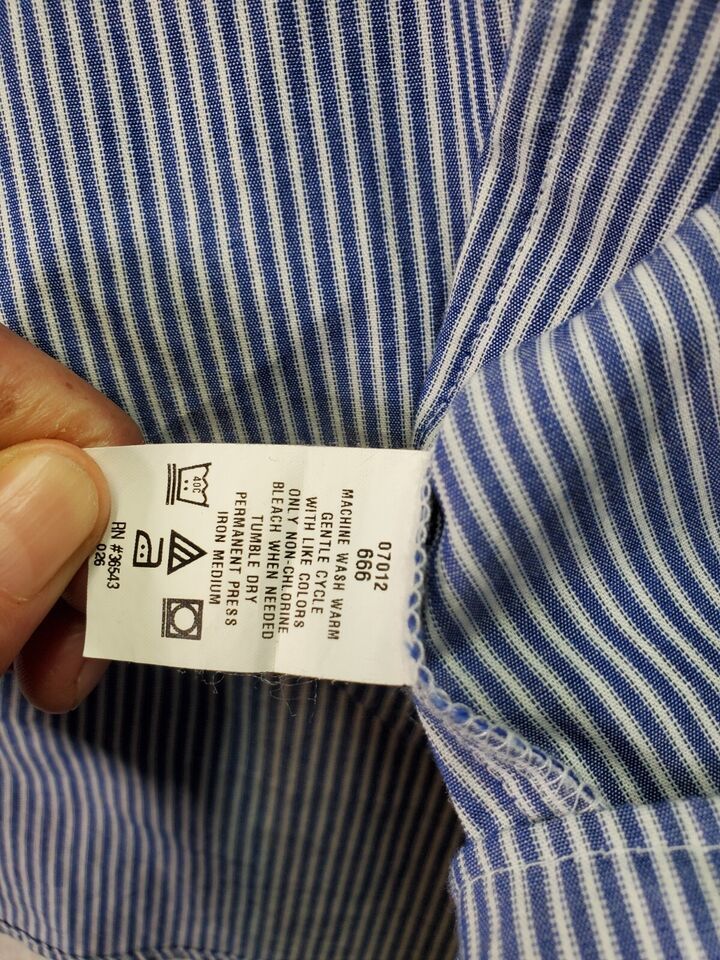 07012
666
MACHINE WASH WARM
GENTLE CYCLE
WITH LIKE COLORS
ONLY NON-CHLORINE
BLEACH WHEN NEEDED
TUMBLE DRY
PERMANENT PRESS
IRON MEDIUM
40C
RN #36543
026